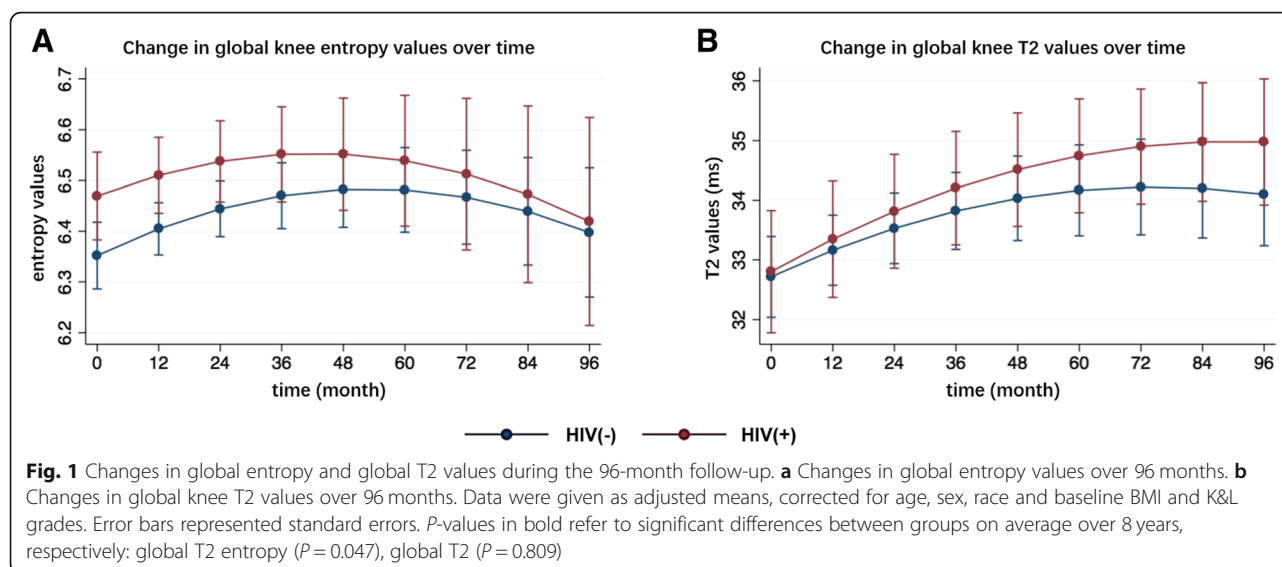 A
Change in global knee entropy values over time
entropy values
6.7
6.6
6.5
6.4
6.3
6.2
0 12 24 36 48 60 72 84 96
time (month)
B
Change in global knee T2 values over time
T2 values (ms)
36
35
34
33
32
0 12 24 36 48 60 72 84 96
time (month)
HIV(-) HIV(+)
Fig. 1 Changes in global entropy and global T2 values during the 96-month follow-up. a Changes in global entropy values over 96 months. b
Changes in global knee T2 values over 96 months. Data were given as adjusted means, corrected for age, sex, race and baseline BMI and K&L
grades. Error bars represented standard errors. P-values in bold refer to significant differences between groups on average over 8 years,
respectively: global T2 entropy (P = 0.047), global T2 (P = 0.809)